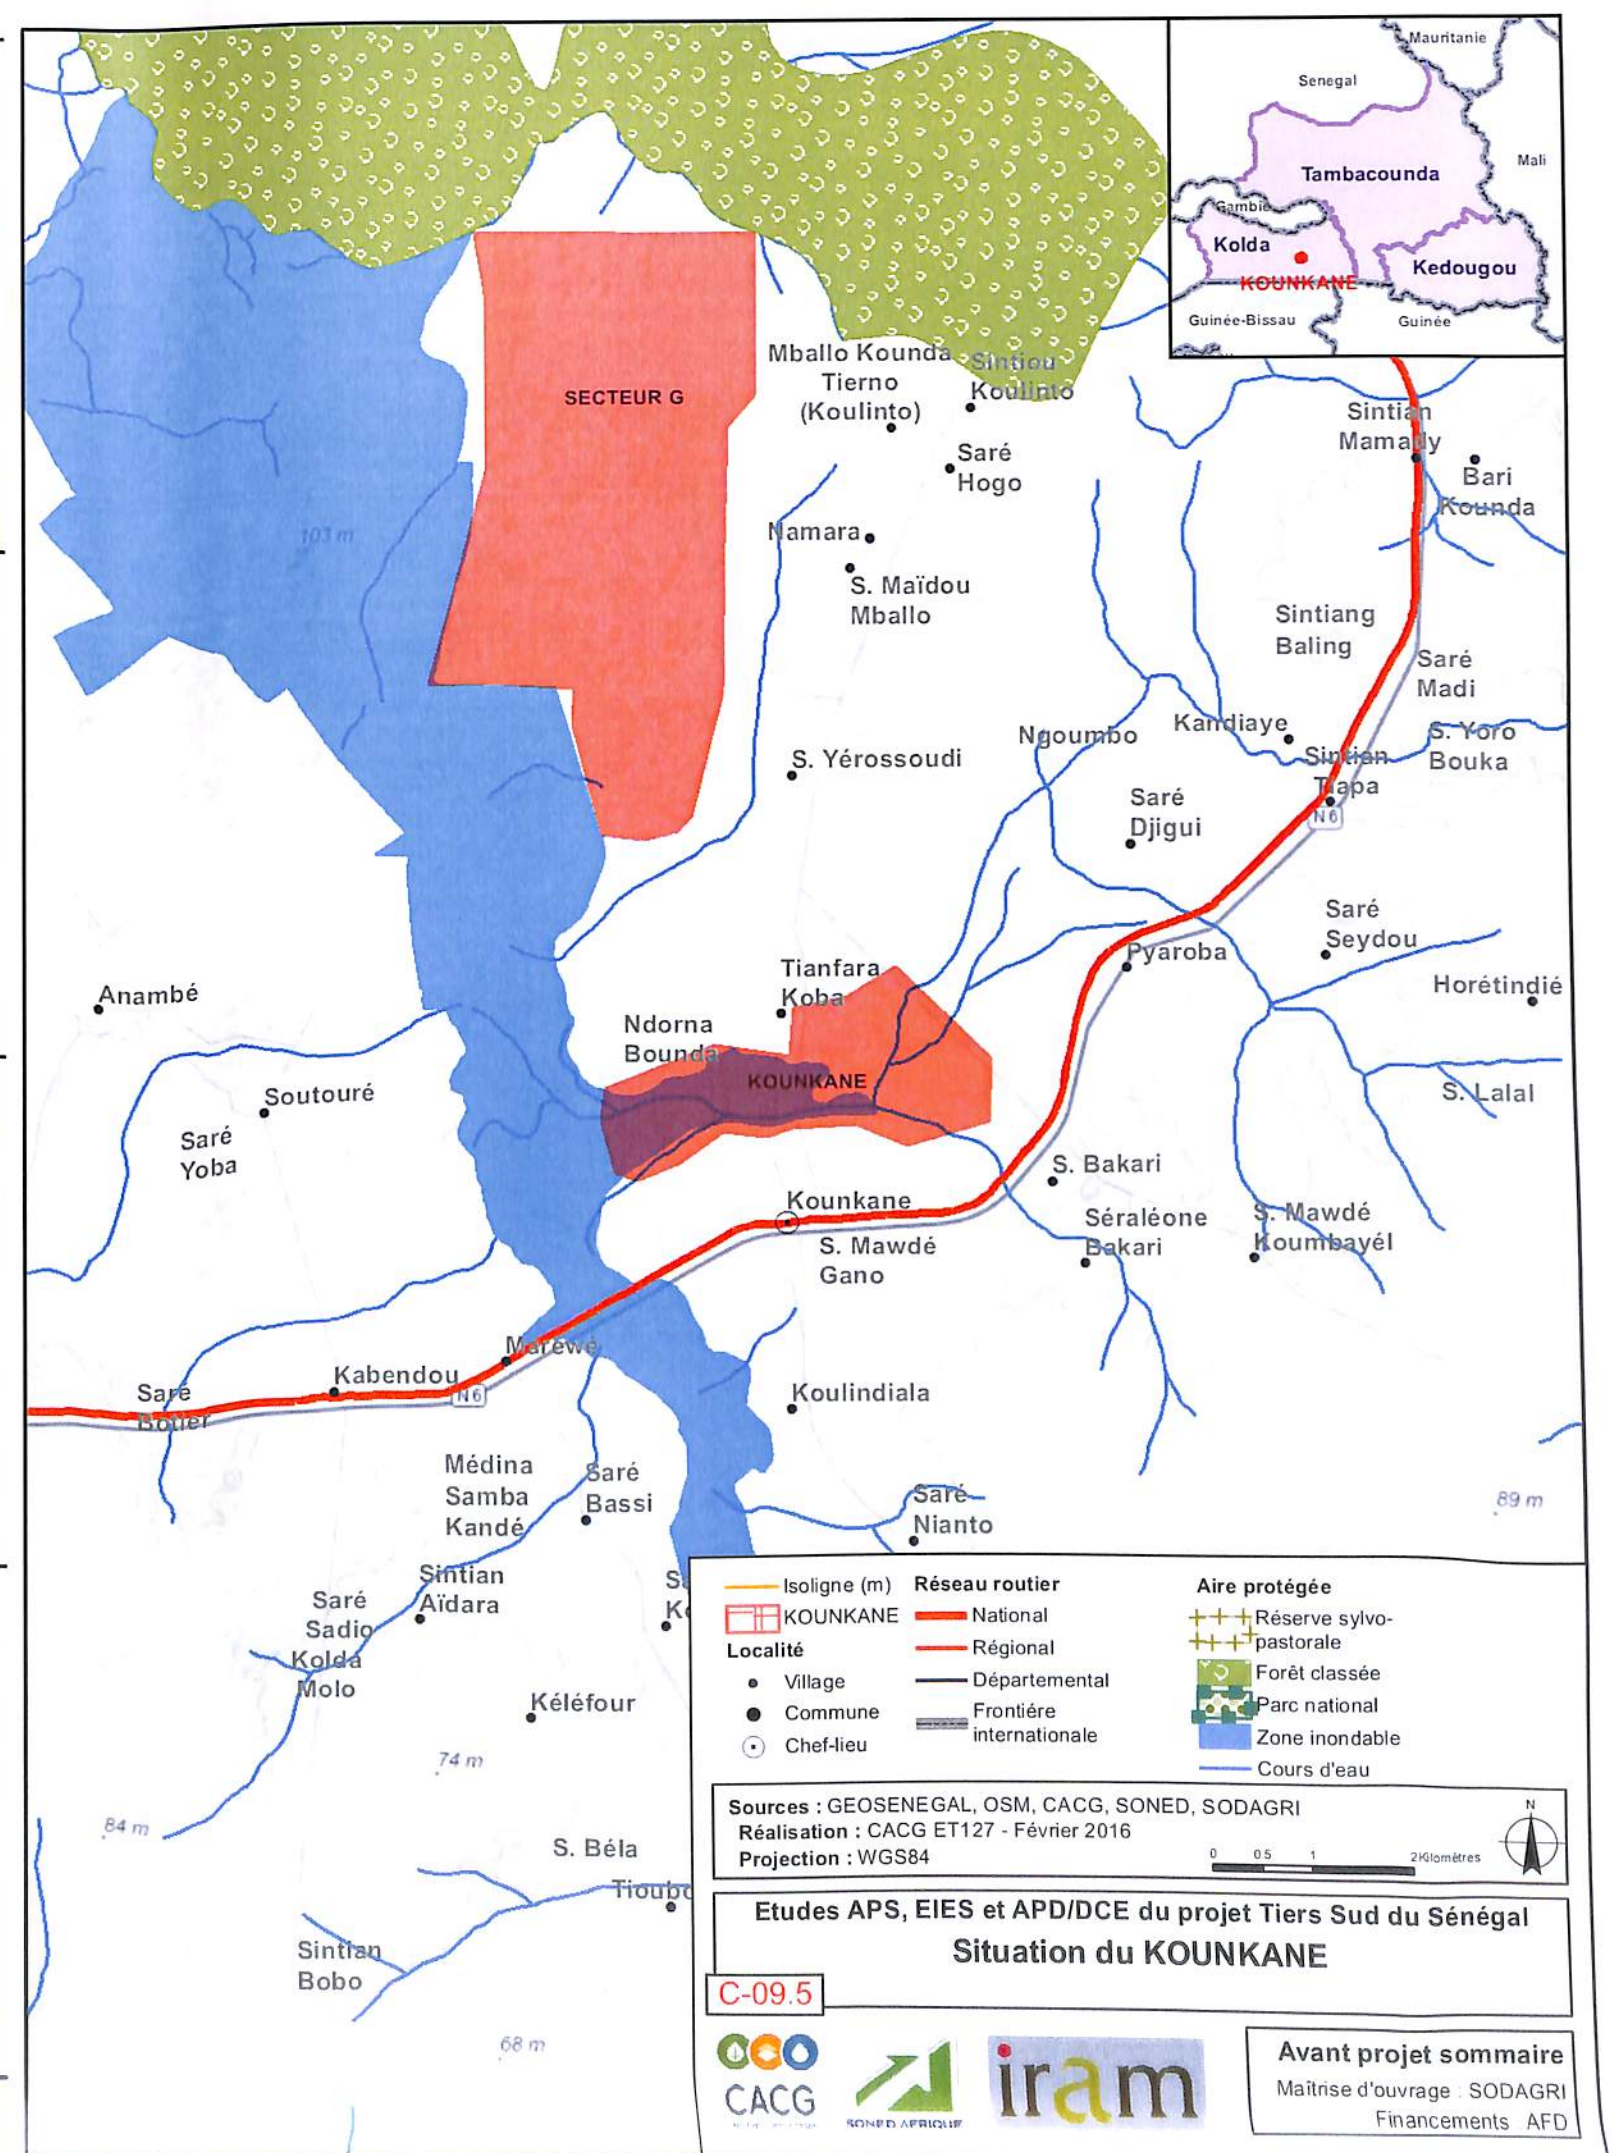 Mauritanie
Senegal
Mali
Tambacounda
Gambie
Kolda
KOUNKANE
Kedougou
Guinée-Bissau
Guinée
SECTEUR G
Mballo Kounda
Tierno
(Koulinto)
Sintiou
Koulinto
Sintian
Mamady
Saré
Hogo
Bari
Kounda
103 m
Namara
S. Maïdou
Mballo
Sintiang
Baling
Saré
Madi
Ngoumbo
Kandiaye
S. Yoro
Bouka
S. Yérossoudi
Sintian
Tiapa
N6
Saré
Djigui
Saré
Seydou
Pyaroba
Tianfara
Koba
Anambé
Horétindié
Ndorna
Bounda
KOUNKANE
Soutouré
S. Lalal
Saré
Yoba
S. Bakari
Kounkane
Séraléone
Bakari
S. Mawdé
Koumbayél
S. Mawdé
Gano
Maréwé
Kabendou
N6
Saré
Botier
Koulindiala
Médina
Samba
Kandé
Saré
Bassi
Saré
Nianto
89 m
Sintian
Aïdara
Saré
Sadio
Kolda
Molo
Kéléfour
74 m
84 m
S. Béla
Sintian
Bobo
68 m
Isoligne (m)
KOUNKANE
Localité
Village
Commune
Chef-lieu
Réseau routier
National
Régional
Départemental
Frontiére
internationale
Aire protégée
Réserve sylvo-
pastorale
Forêt classée
Parc national
Zone inondable
Cours d'eau
Sources : GEOSENEGAL, OSM, CACG, SONED, SODAGRI
Réalisation : CACG ET127 - Février 2016
Projection : WGS84
0 0.5 1 2 Kilomètres
N
Etudes APS, EIES et APD/DCE du projet Tiers Sud du Sénégal
Situation du KOUNKANE
C-09.5
CACG
SONED AFRIQUE
iram
Avant projet sommaire
Maîtrise d'ouvrage : SODAGRI
Financements AFD